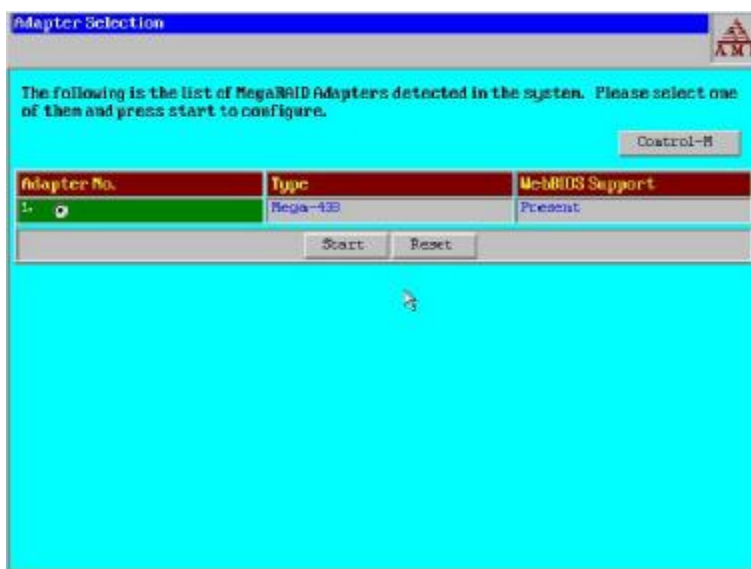 Adapter Selection
AMI
The following is the list of MegaRAID Adapters detected in the system. Please select one
of them and press start to configure.
Control-M
Adapter No. Type WebBIOS Support
1. Mega-438 Present
Start Reset